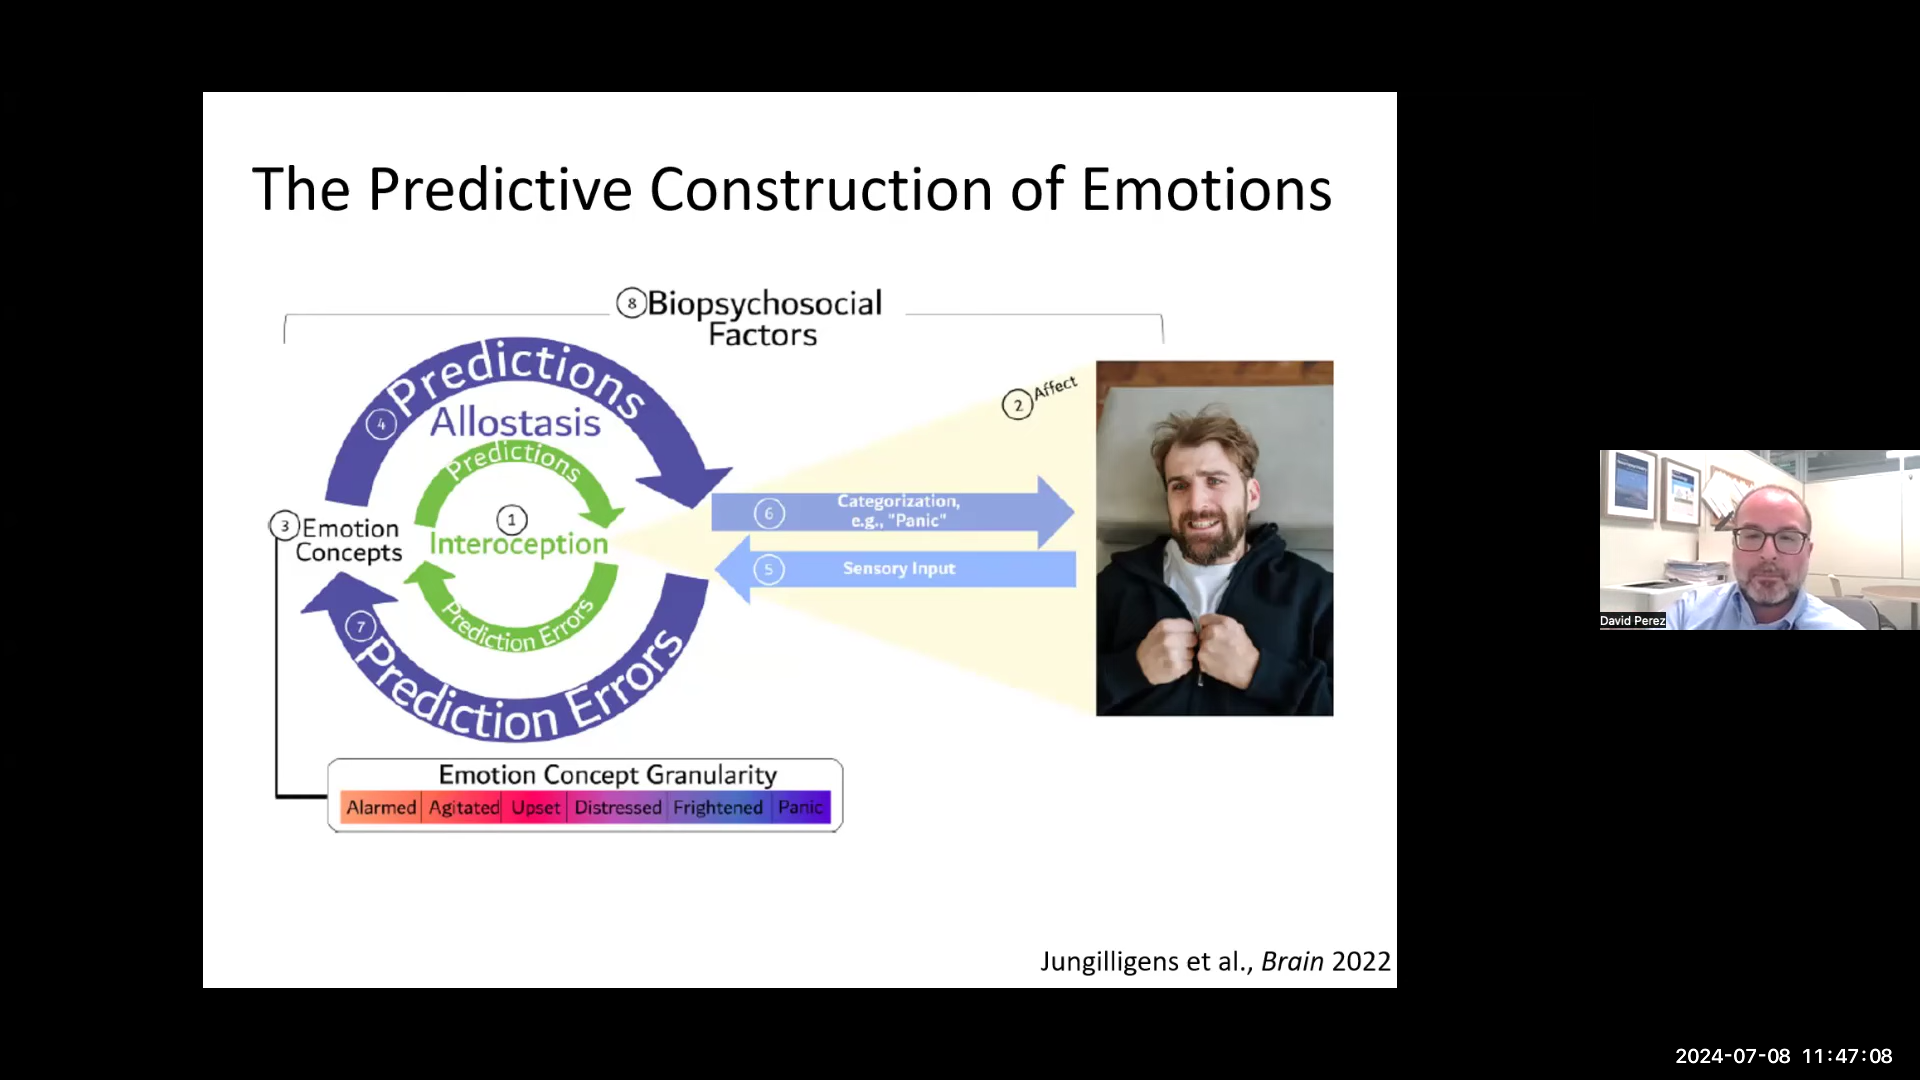 The Predictive Construction of Emotions
8 Biopsychosocial
Factors
Predictions
4
Allostasis
Predictions
2 Affect
1
Interoception
3 Emotion
Concepts
6 Categorization,
e.g., "Panic"
5 Sensory Input
Prediction Errors
7
Prediction Errors
Emotion Concept Granularity
Alarmed Agitated Upset Distressed Frightened Panic
Jungilligens et al., Brain 2022
David Perez
2024-07-08 11:47:08